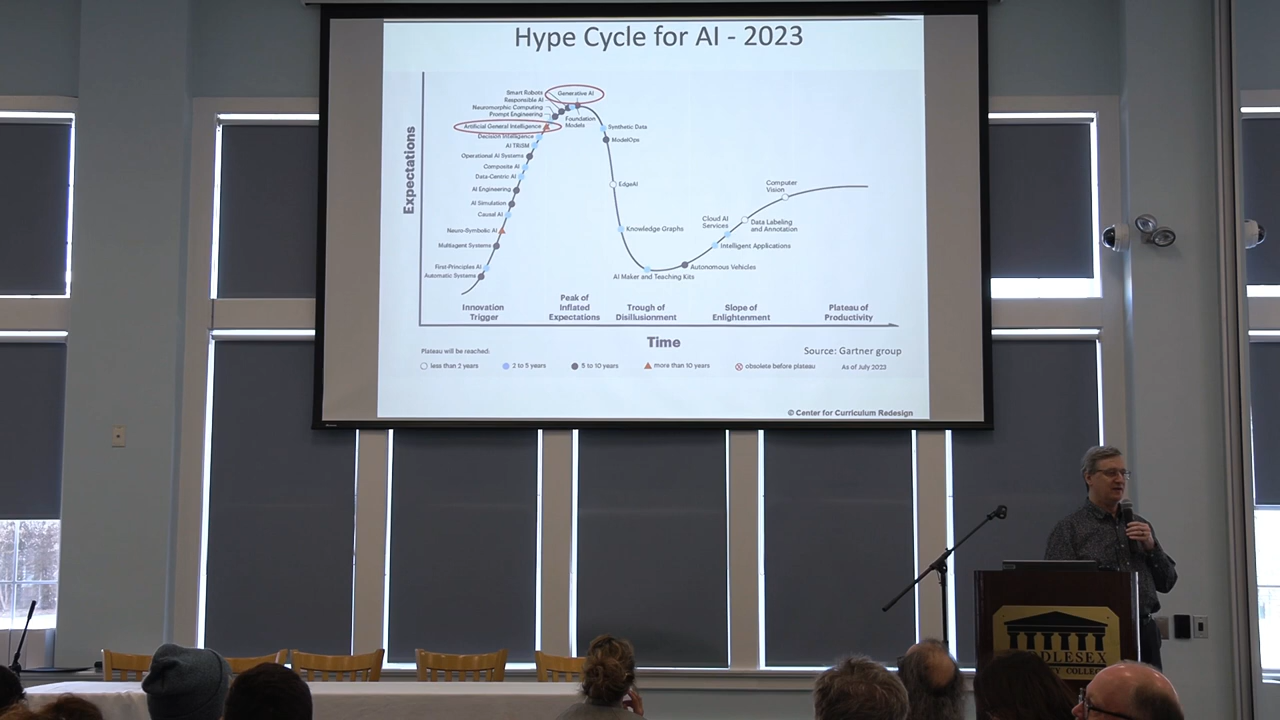 Hype Cycle for AI - 2023
Expectations
Smart Robots
Responsible AI
Neuromorphic Computing
Prompt Engineering
Artificial General Intelligence
Decision Intelligence
AI TRiSM
Operational AI Systems
Composite AI
Data-Centric AI
AI Engineering
AI Simulation
Causal AI
Neuro-Symbolic AI
Multiagent Systems
First-Principles AI
Automatic Systems
Generative AI
Foundation
Models
Synthetic Data
ModelOps
EdgeAI
Knowledge Graphs
AI Maker and Teaching Kits
Autonomous Vehicles
Intelligent Applications
Cloud AI
Services
Data Labeling
and Annotation
Computer
Vision
Innovation
Trigger
Peak of
Inflated
Expectations
Trough of
Disillusionment
Slope of
Enlightenment
Plateau of
Productivity
Time
Plateau will be reached:
less than 2 years
2 to 5 years
5 to 10 years
more than 10 years
obsolete before plateau
Source: Gartner group
As of July 2023
© Center for Curriculum Redesign
DLESEX
COLLE